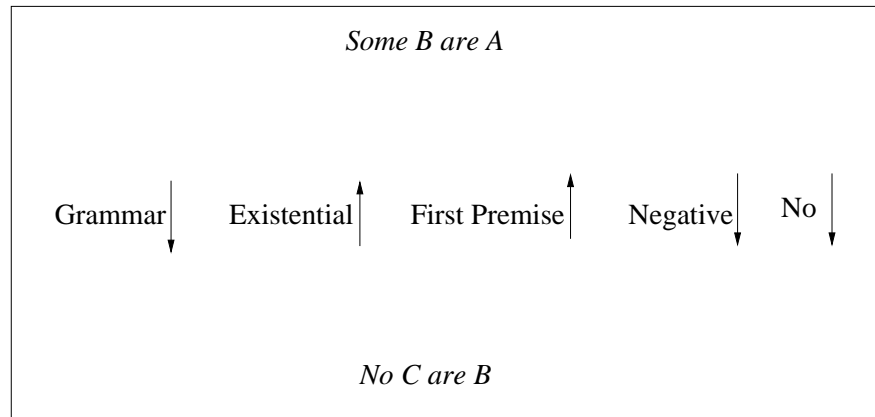 Some B are A
Grammar Existential First Premise Negative No
No C are B